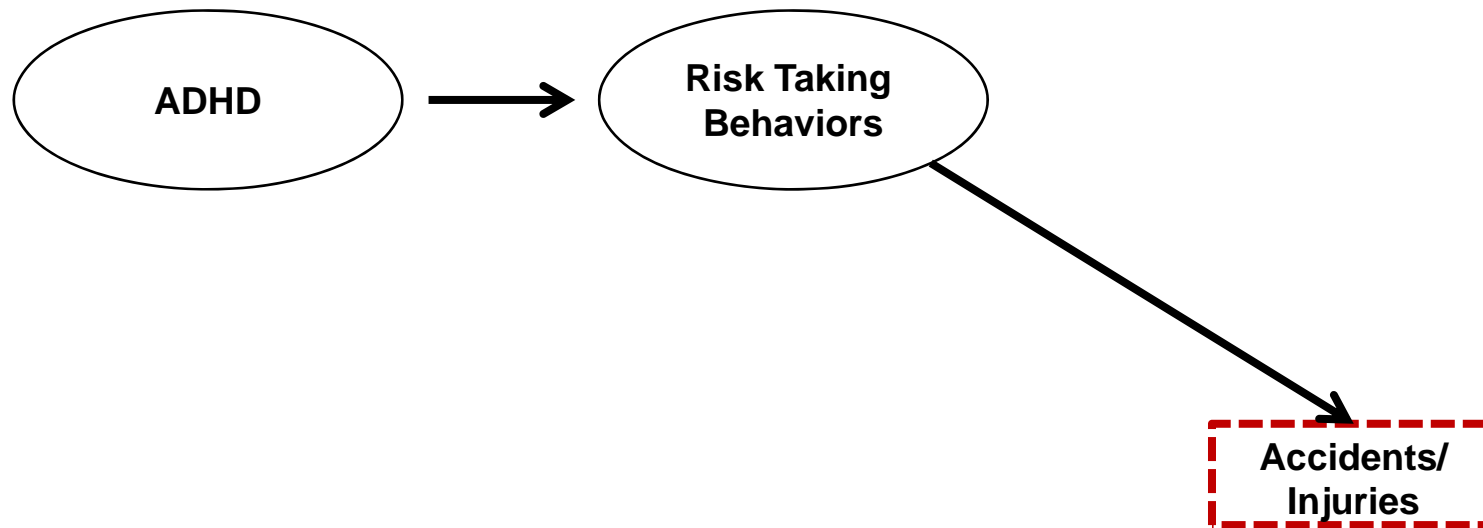 ADHD
Risk Taking
Behaviors
Accidents/
Injuries